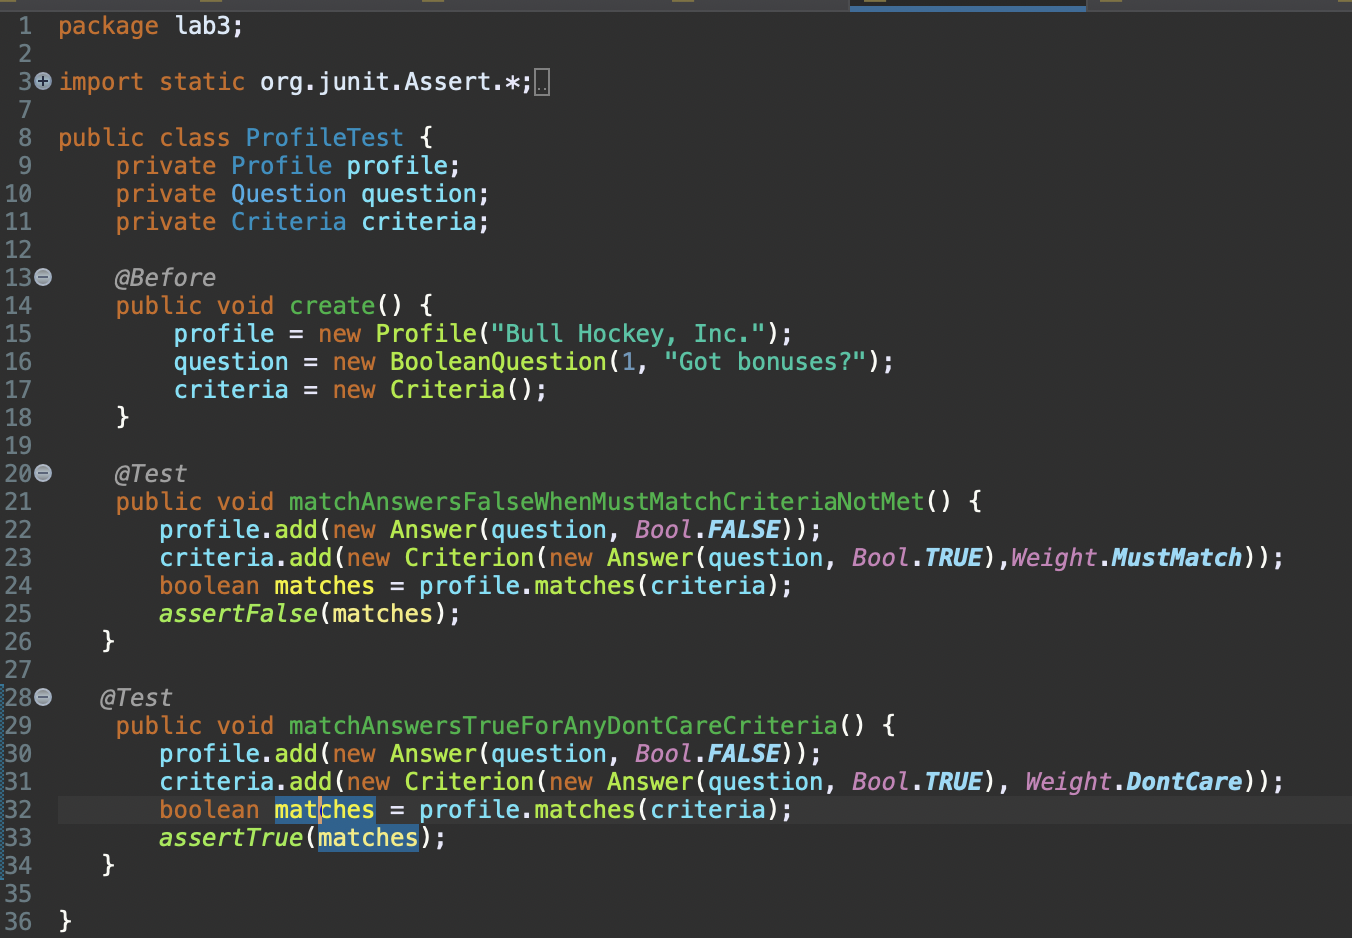 1 package lab3;
2
3 import static org.junit.Assert.*;
7
8 public class ProfileTest {
9 private Profile profile;
10 private Question question;
11 private Criteria criteria;
12
13 @Before
14 public void create() {
15 profile = new Profile("Bull Hockey, Inc.");
16 question = new BooleanQuestion(1, "Got bonuses?");
17 criteria = new Criteria();
18 }
19
20 @Test
21 public void matchAnswersFalseWhenMustMatchCriteriaNotMet() {
22 profile.add(new Answer(question, Bool.FALSE));
23 criteria.add(new Criterion(new Answer(question, Bool.TRUE),Weight.MustMatch));
24 boolean matches = profile.matches(criteria);
25 assertFalse(matches);
26 }
27
28 @Test
29 public void matchAnswersTrueForAnyDontCareCriteria() {
30 profile.add(new Answer(question, Bool.FALSE));
31 criteria.add(new Criterion(new Answer(question, Bool.TRUE), Weight.DontCare));
32 boolean matches = profile.matches(criteria);
33 assertTrue(matches);
34 }
35
36 }